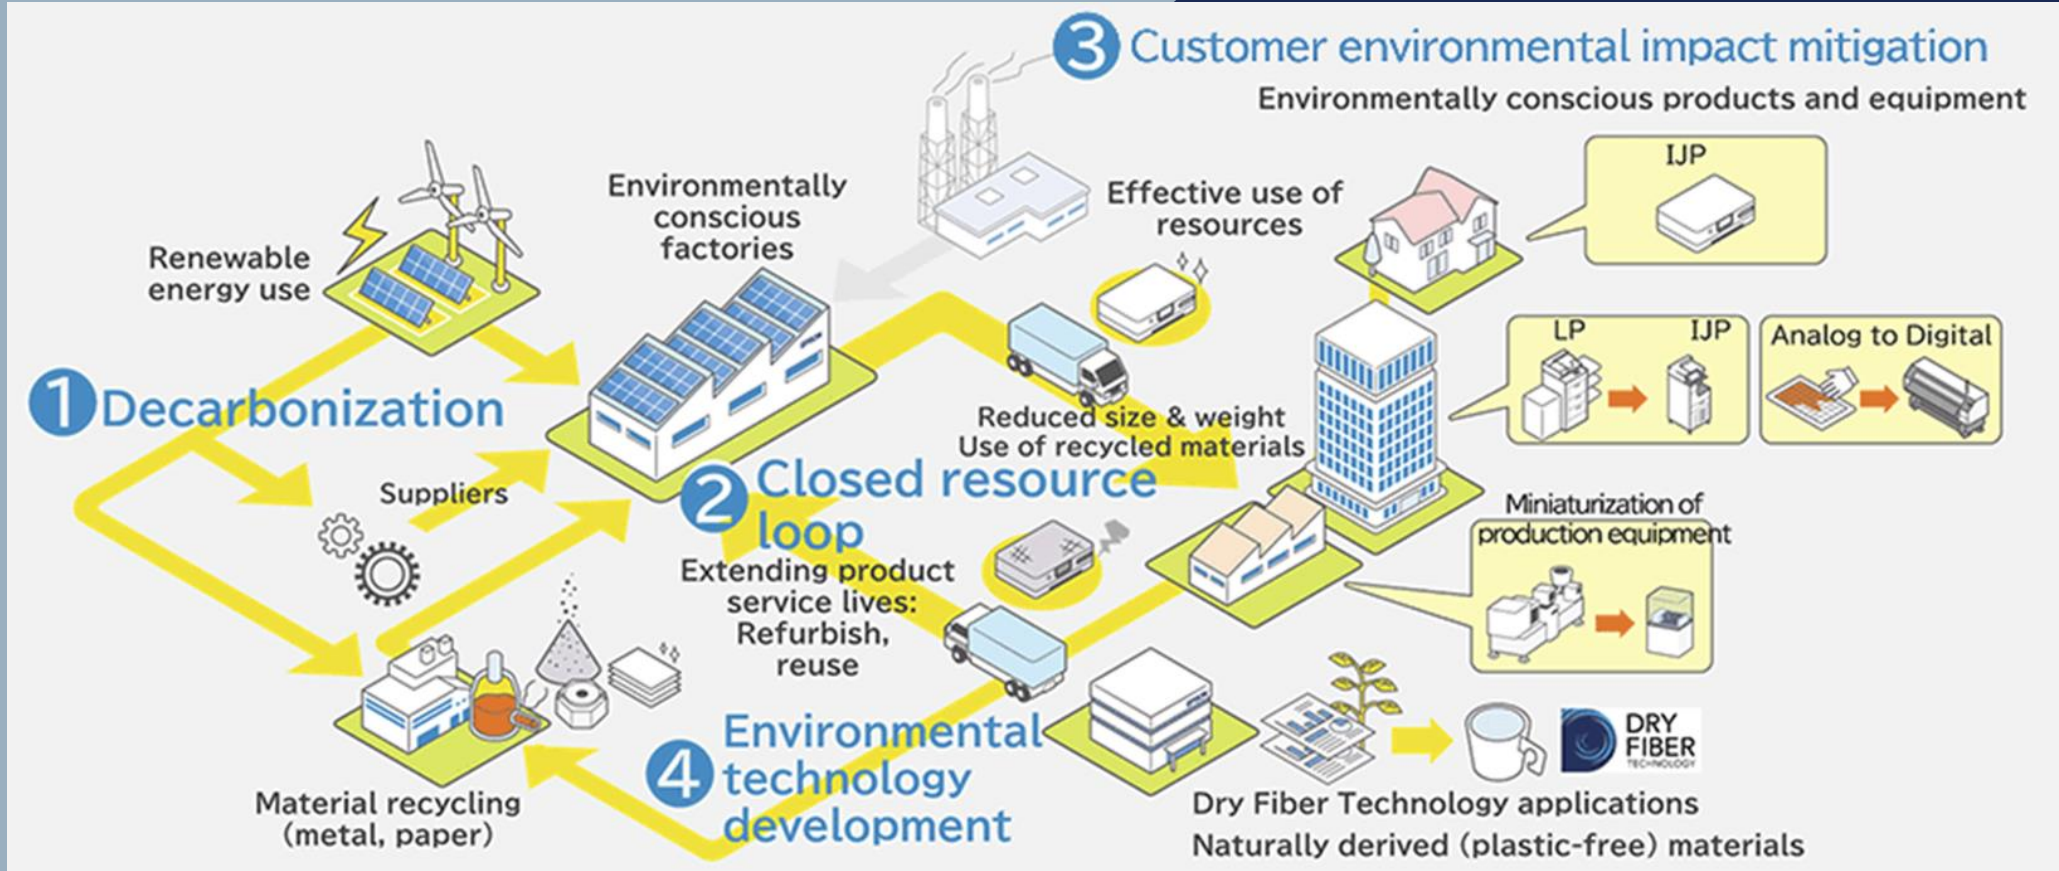 3 Customer environmental impact mitigation
Environmentally conscious products and equipment
IJP
Environmentally
conscious
factories
Effective use of
resources
Renewable
energy use
LP
IJP
Analog to Digital
1 Decarbonization
Reduced size & weight
Use of recycled materials
Suppliers
2 Closed resource
loop
Extending product
service lives:
Refurbish,
reuse
Miniaturization of
production equipment
4 Environmental
technology
development
DRY
FIBER
TECHNOLOGY
Material recycling
(metal, paper)
Dry Fiber Technology applications
Naturally derived (plastic-free) materials